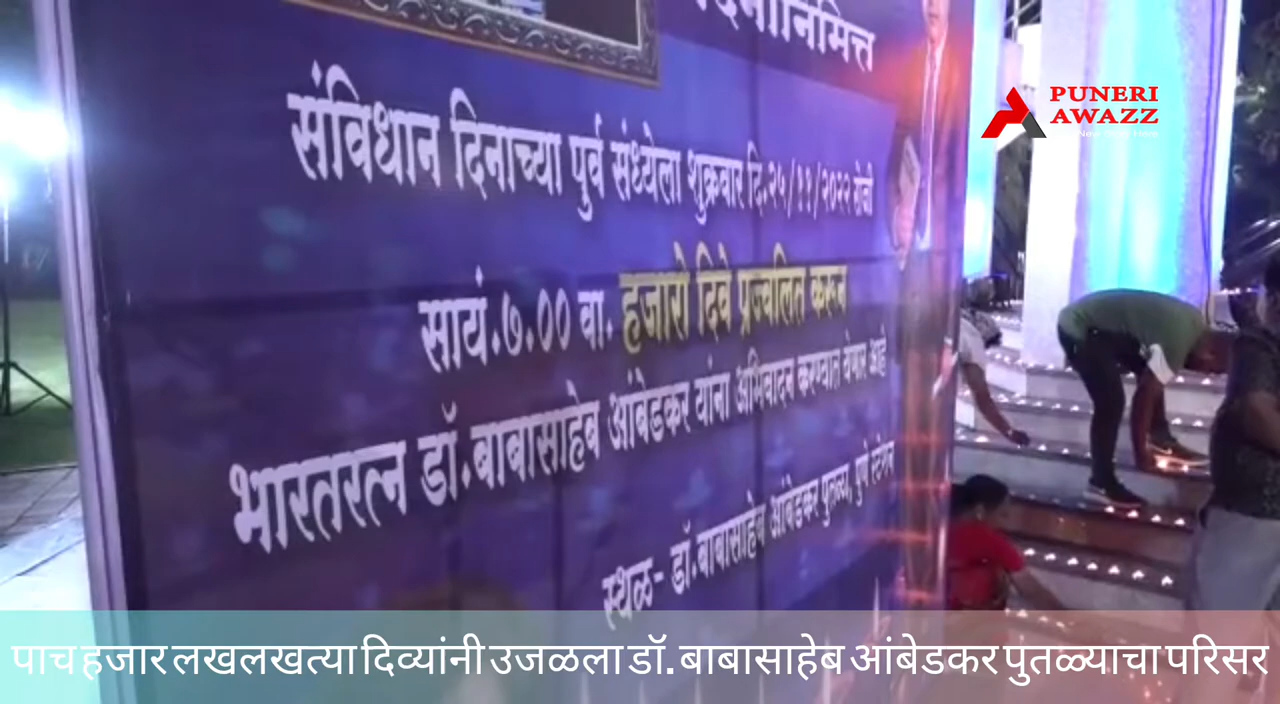 दिनानिमित्त
PUNERI
AWAZZ
संविधान दिनाच्या पुर्व संध्येला शुक्रवार दि.२५/११/२०२२ रोजी
सायं.७.०० वा. हजारो दिवे प्रज्वलित करून
भारतरत्न डॉ.बाबासाहेब आंबेडकर यांना अभिवादन करण्यात येणार आहे
स्थळ- डॉ.बाबासाहेब आंबेडकर पुतळा, पुणे स्टेशन
पाच हजार लखलखत्या दिव्यांनी उजळला डॉ. बाबासाहेब आंबेडकर पुतळ्याचा परिसर